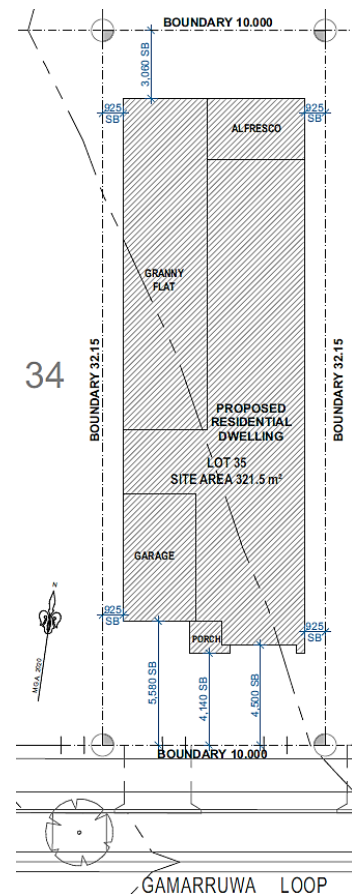 BOUNDARY 10.000
3,060 SB
925
SB
925
SB
ALFRESCO
GRANNY
FLAT
34
BOUNDARY 32.15
BOUNDARY 32.15
PROPOSED
RESIDENTIAL
DWELLING
LOT 35
SITE AREA 321.5 m²
GARAGE
N
MGA 2020
925
SB
925
SB
PORCH
5,580 SB
4,140 SB
4,500 SB
BOUNDARY 10.000
GAMARRUWA LOOP